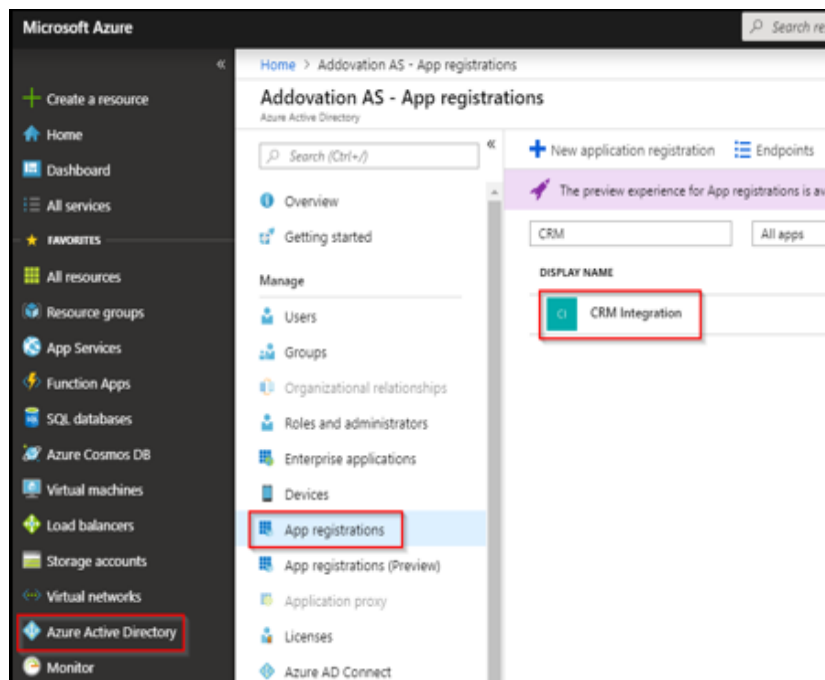 Microsoft Azure
Search re
«
Create a resource
Home
Dashboard
All services
FAVORITES
All resources
Resource groups
App Services
Function Apps
SQL databases
Azure Cosmos DB
Virtual machines
Load balancers
Storage accounts
Virtual networks
Azure Active Directory
Monitor
Home > Addovation AS - App registrations
Addovation AS - App registrations
Azure Active Directory
Search (Ctrl+/)
«
Overview
Getting started
Manage
Users
Groups
Organizational relationships
Roles and administrators
Enterprise applications
Devices
App registrations
App registrations (Preview)
Application proxy
Licenses
Azure AD Connect
New application registration Endpoints
The preview experience for App registrations is av
CRM All apps
DISPLAY NAME
CI CRM Integration